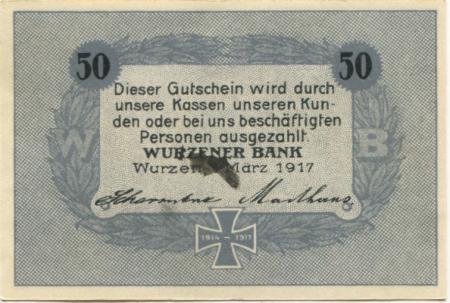 50 50
Dieser Gutschein wird durch
unsere Kassen unseren Kun-
den oder bei uns beschäftigten
Personen ausgezahlt.
W B
WURZENER BANK
Wurzen, März 1917
1914 - 1917